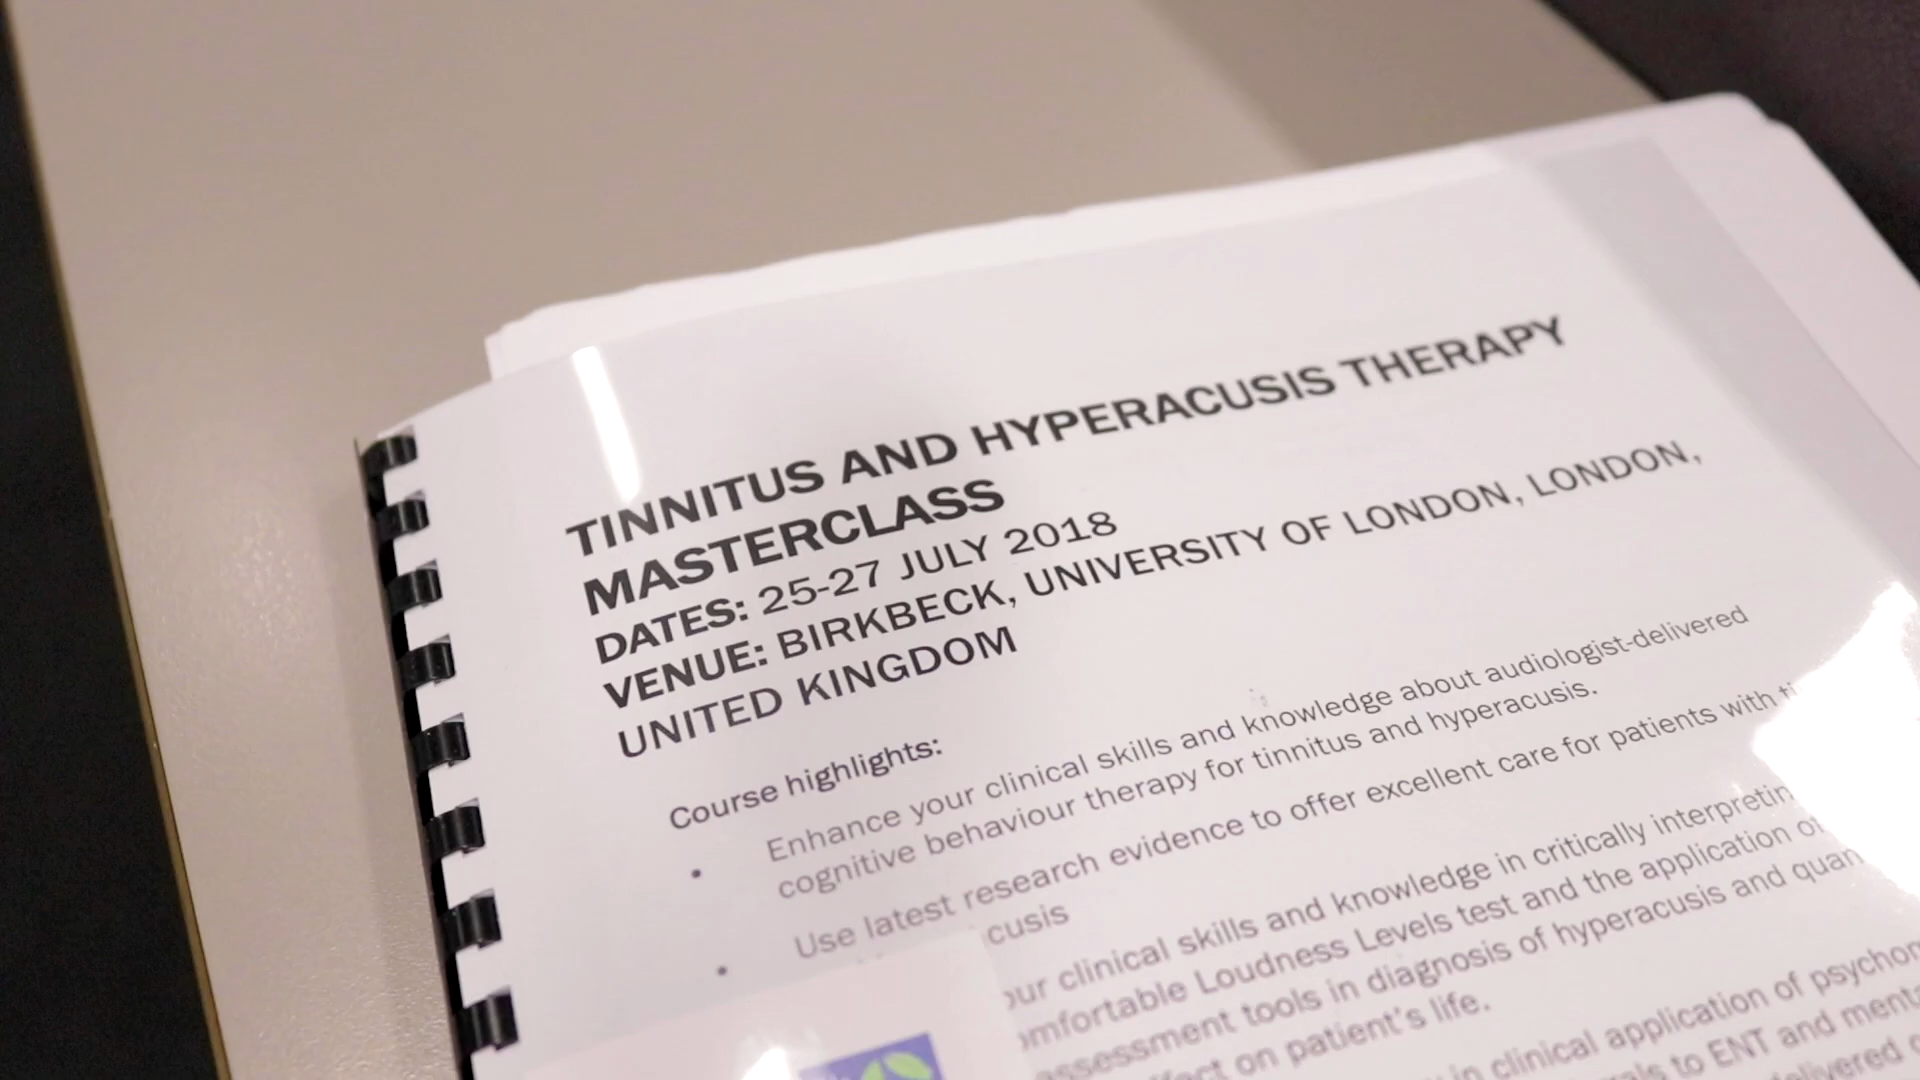 TINNITUS AND HYPERACUSIS THERAPY
MASTERCLASS
DATES: 25-27 JULY 2018
VENUE: BIRKBECK, UNIVERSITY OF LONDON, LONDON,
UNITED KINGDOM
Course highlights:
• Enhance your clinical skills and knowledge about audiologist-delivered
cognitive behaviour therapy for tinnitus and hyperacusis.
• Use latest research evidence to offer excellent care for patients with
clinical skills and knowledge in critically
Loudness Levels test and the application of
assessment tools in diagnosis of hyperacusis and
on patient's life.
in clinical application of
to ENT and